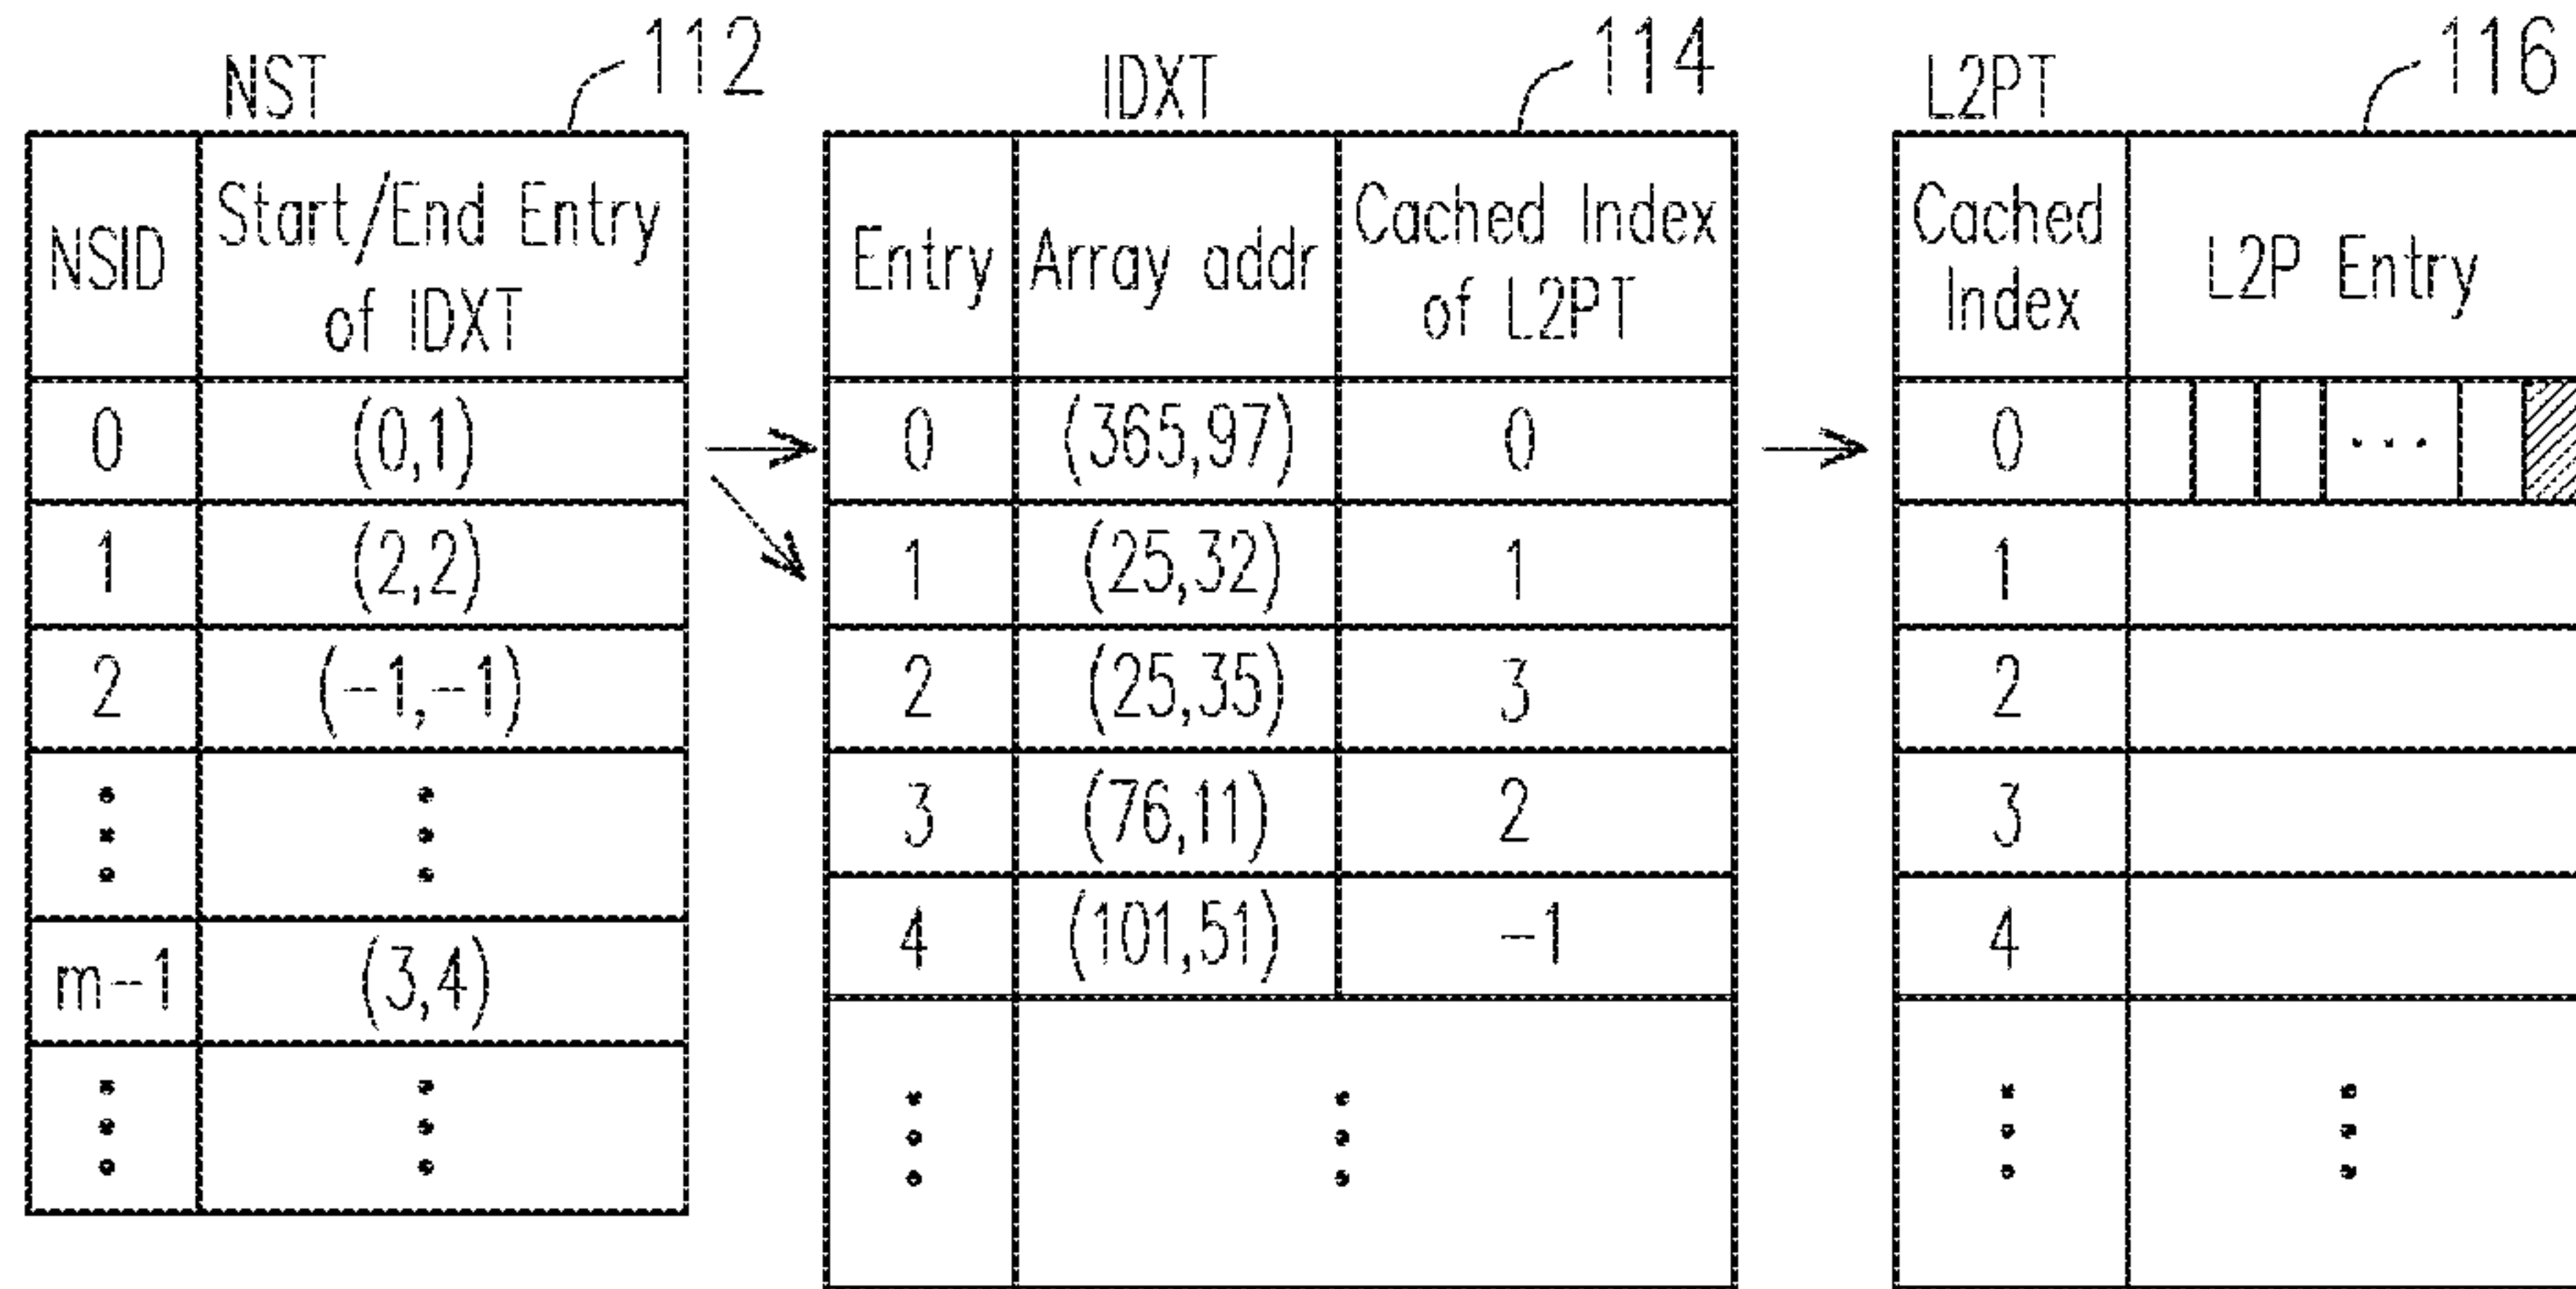 NST 112
NSID Start/End Entry of IDXT
0 (0,1)
1 (2,2)
2 (-1,-1)
m-1 (3,4)
IDXT 114
Entry Array addr Cached Index of L2PT
0 (365,97) 0
1 (25,32) 1
2 (25,35) 3
3 (76,11) 2
4 (101,51) -1
L2PT 116
Cached Index L2P Entry
0 ...
1
2
3
4